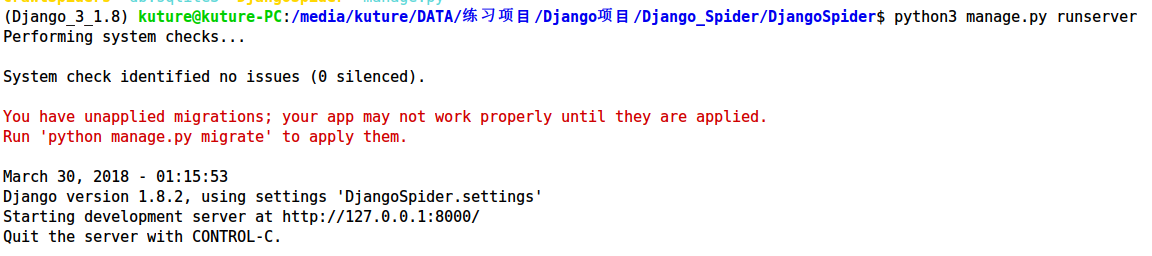 (Django_3_1.8) kuture@kuture-PC:/media/kuture/DATA/练习项目/Django项目/Django_Spider/DjangoSpider$ python3 manage.py runserver
Performing system checks...
System check identified no issues (0 silenced).
You have unapplied migrations; your app may not work properly until they are applied.
Run 'python manage.py migrate' to apply them.
March 30, 2018 - 01:15:53
Django version 1.8.2, using settings 'DjangoSpider.settings'
Starting development server at http://127.0.0.1:8000/
Quit the server with CONTROL-C.